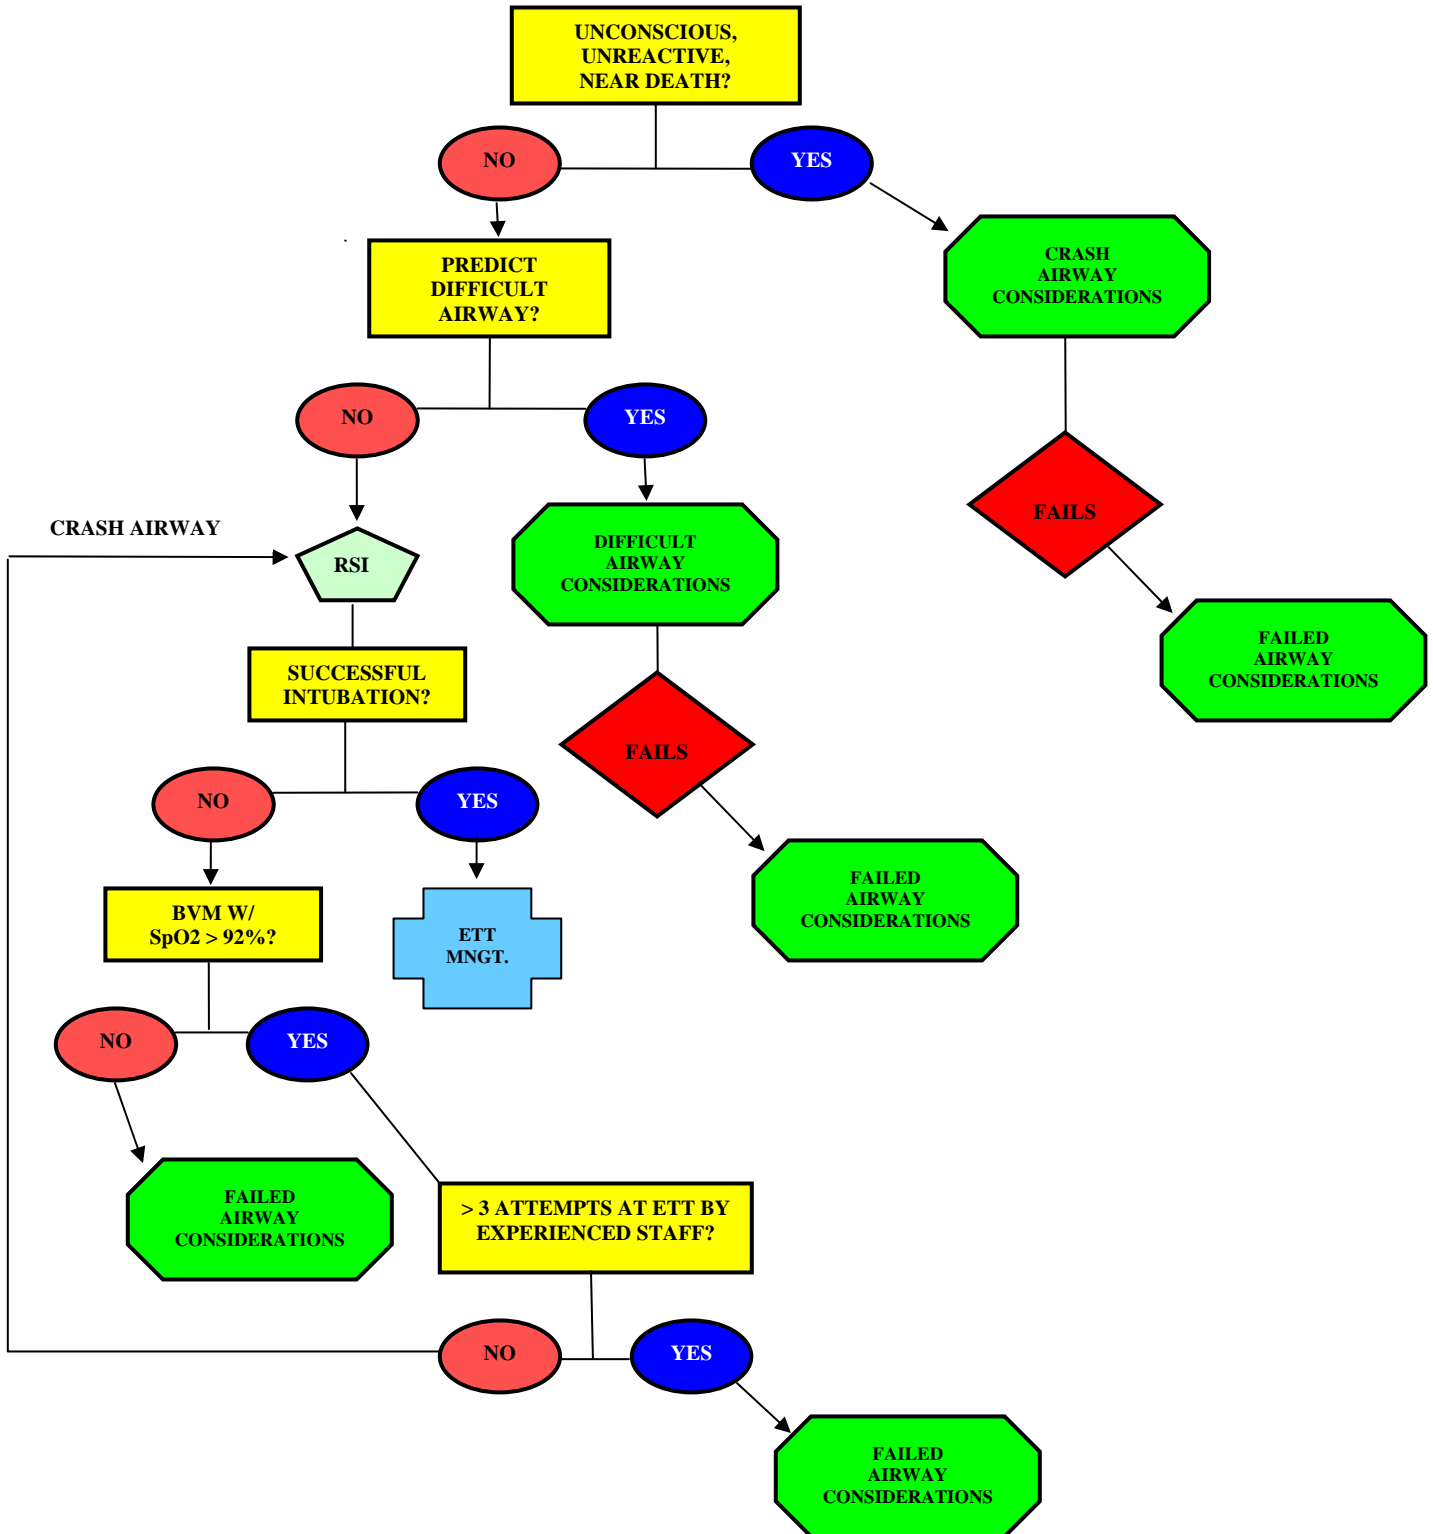 UNCONSCIOUS,
UNREACTIVE,
NEAR DEATH?
NO
YES
CRASH
AIRWAY
CONSIDERATIONS
PREDICT
DIFFICULT
AIRWAY?
NO
YES
FAILS
CRASH AIRWAY
RSI
DIFFICULT
AIRWAY
CONSIDERATIONS
FAILED
AIRWAY
CONSIDERATIONS
SUCCESSFUL
INTUBATION?
FAILS
NO
YES
FAILED
AIRWAY
CONSIDERATIONS
BVM W/
SpO2 > 92%?
ETT
MNGT.
NO
YES
FAILED
AIRWAY
CONSIDERATIONS
> 3 ATTEMPTS AT ETT BY
EXPERIENCED STAFF?
NO
YES
FAILED
AIRWAY
CONSIDERATIONS